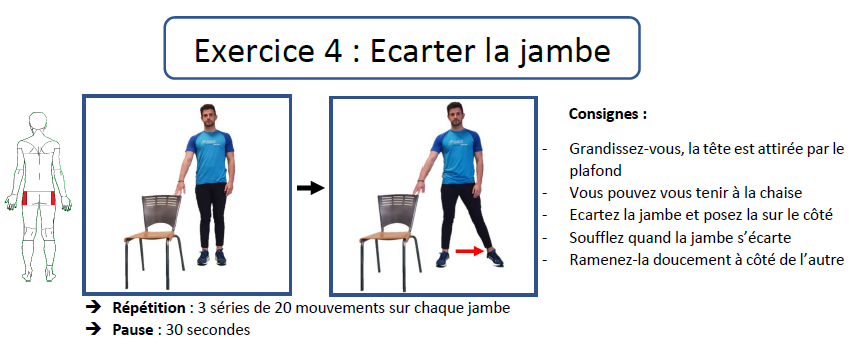 Exercice 4 : Ecarter la jambe
Consignes :
- Grandissez-vous, la tête est attirée par le
plafond
- Vous pouvez vous tenir à la chaise
- Ecartez la jambe et posez la sur le côté
- Soufflez quand la jambe s’écarte
- Ramenez-la doucement à côté de l’autre
➔ Répétition : 3 séries de 20 mouvements sur chaque jambe
➔ Pause : 30 secondes